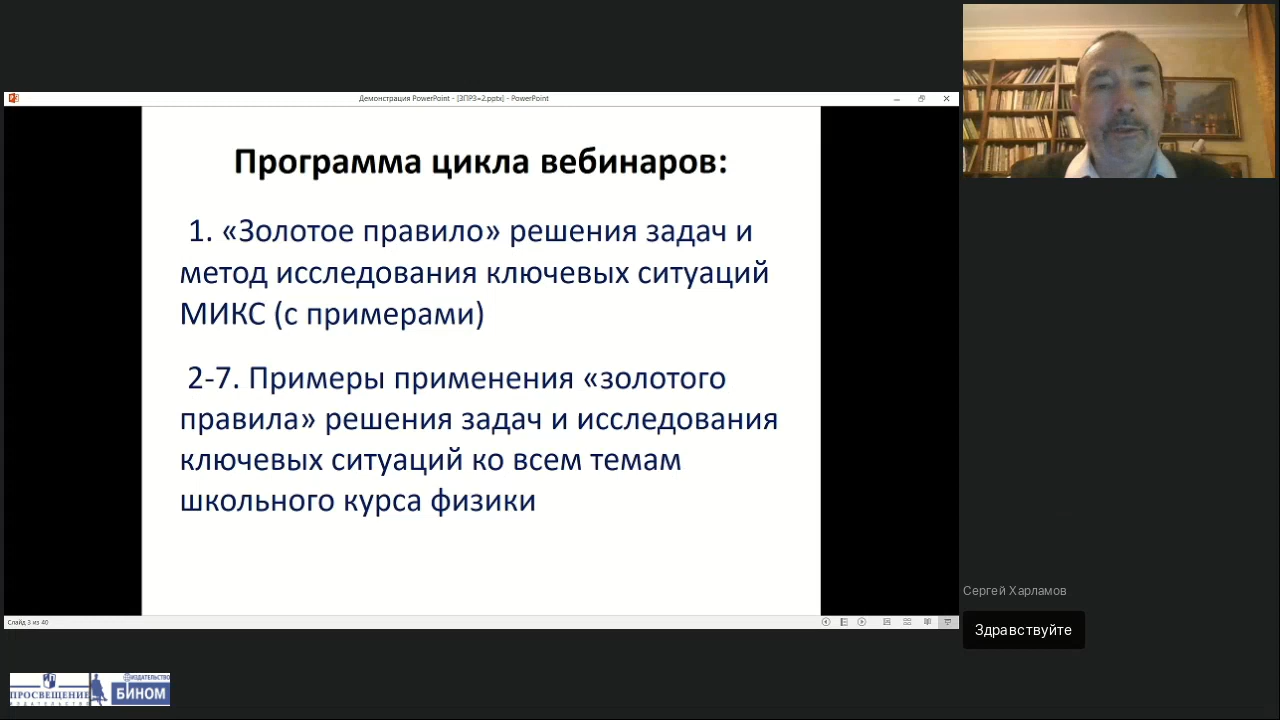 Демонстрация PowerPoint - [ЗПРЗ=2.pptx] - PowerPoint
Программа цикла вебинаров:
1. «Золотое правило» решения задач и
метод исследования ключевых ситуаций
МИКС (с примерами)
2-7. Примеры применения «золотого
правила» решения задач и исследования
ключевых ситуаций ко всем темам
школьного курса физики
Слайд 3 из 40
Сергей Харламов
Здравствуйте
ПРОСВЕЩЕНИЕ
ИЗДАТЕЛЬСТВО
ИЗДАТЕЛЬСТВО
БИНОМ